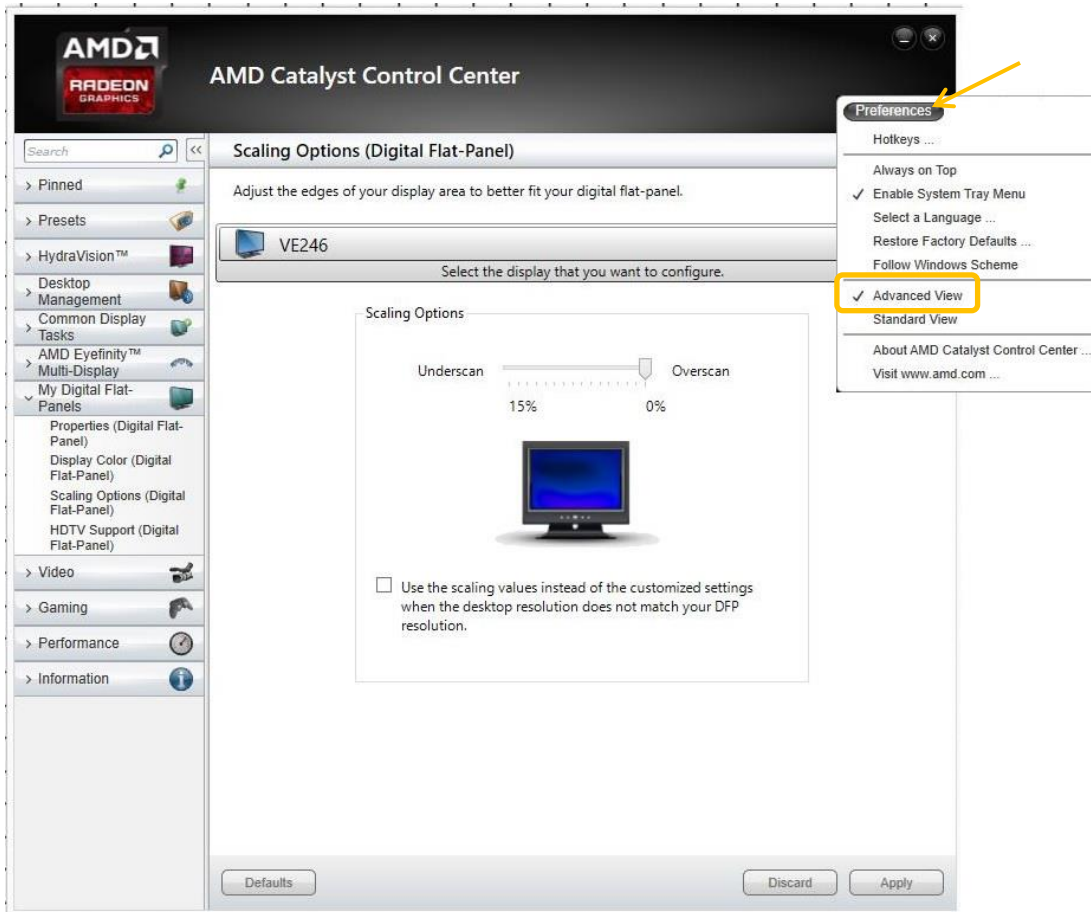 AMD
RADEON
GRAPHICS
AMD Catalyst Control Center
Preferences
Hotkeys ...
Always on Top
Enable System Tray Menu
Select a Language ...
Restore Factory Defaults ...
Follow Windows Scheme
Advanced View
Standard View
About AMD Catalyst Control Center ...
Visit www.amd.com ...
Search
Pinned
Presets
HydraVision™
Desktop
Management
Common Display
Tasks
AMD Eyefinity™
Multi-Display
My Digital Flat-
Panels
Properties (Digital Flat-
Panel)
Display Color (Digital
Flat-Panel)
Scaling Options (Digital
Flat-Panel)
HDTV Support (Digital
Flat-Panel)
Video
Gaming
Performance
Information
Scaling Options (Digital Flat-Panel)
Adjust the edges of your display area to better fit your digital flat-panel.
VE246
Select the display that you want to configure.
Scaling Options
Underscan Overscan
15% 0%
Use the scaling values instead of the customized settings
when the desktop resolution does not match your DFP
resolution.
Defaults Discard Apply